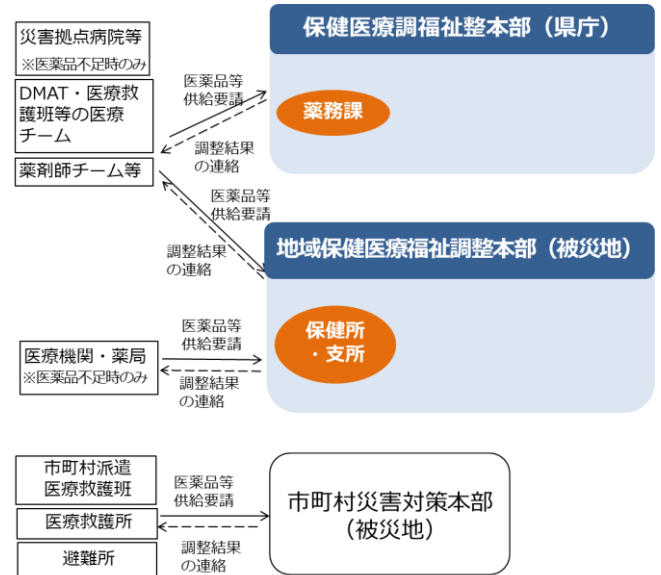 災害拠点病院等
※医薬品不足時のみ
DMAT・医療救
護班等の医療
チーム
薬剤師チーム等
医薬品等
供給要請
調整結果
の連絡
保健医療調福祉整本部（県庁）
薬務課
医薬品等
供給要請
調整結果
の連絡
地域保健医療福祉調整本部（被災地）
保健所
・支所
医療機関・薬局
※医薬品不足時のみ
医薬品等
供給要請
調整結果
の連絡
市町村派遣
医療救護班
医療救護所
避難所
医薬品等
供給要請
調整結果
の連絡
市町村災害対策本部
（被災地）